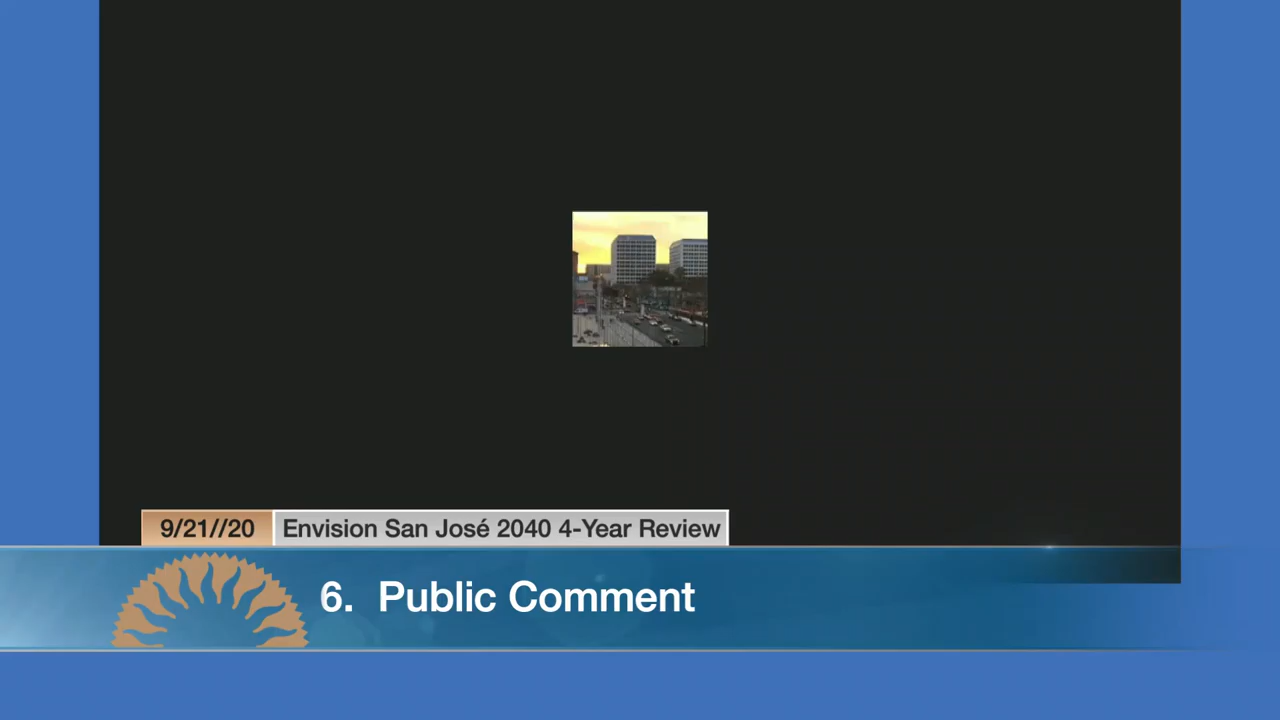 9/21//20 Envision San José 2040 4-Year Review
6. Public Comment